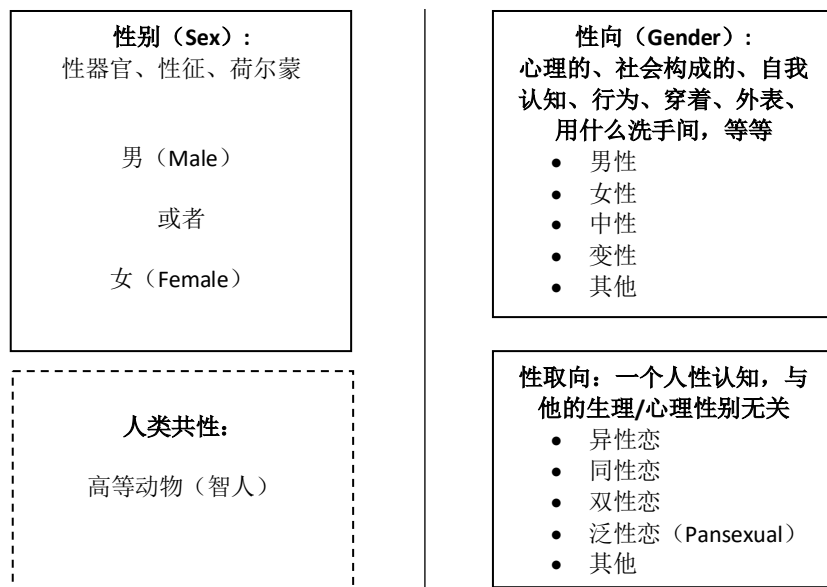 性别（Sex）：
性器官、性征、荷尔蒙
男（Male）
或者
女（Female）
人类共性：
高等动物（智人）
性向（Gender）：
心理的、社会构成的、自我
认知、行为、穿着、外表、
用什么洗手间，等等
• 男性
• 女性
• 中性
• 变性
• 其他
性取向：一个人性认知，与
他的生理/心理性别无关
• 异性恋
• 同性恋
• 双性恋
• 泛性恋（Pansexual）
• 其他